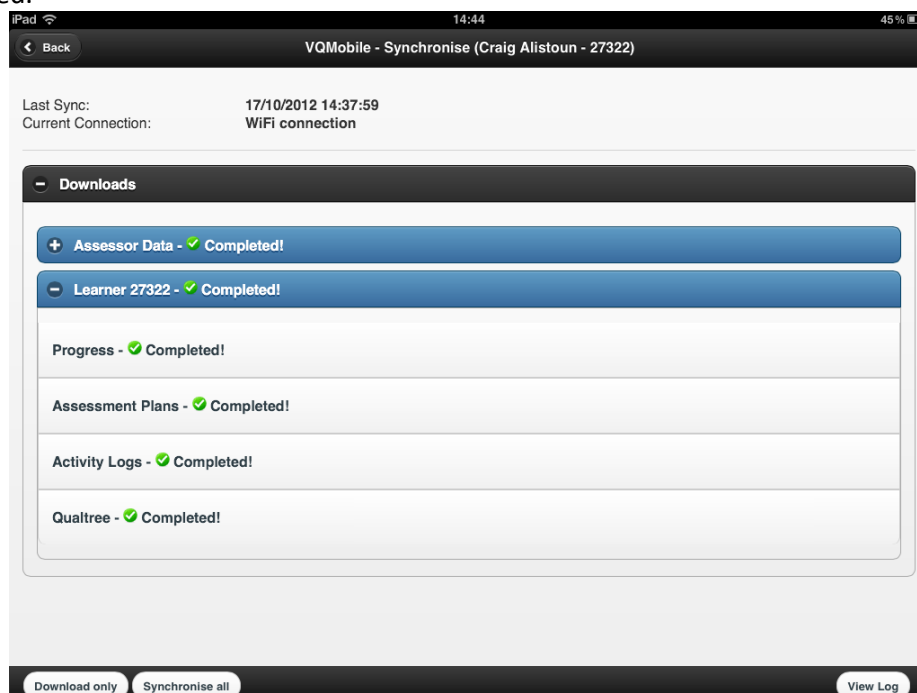 iPad 14:44 45%
Back VQMobile - Synchronise (Craig Alistoun - 27322)
Last Sync: 17/10/2012 14:37:59
Current Connection: WiFi connection
Downloads
Assessor Data - Completed!
Learner 27322 - Completed!
Progress - Completed!
Assessment Plans - Completed!
Activity Logs - Completed!
Qualtree - Completed!
Download only Synchronise all View Log